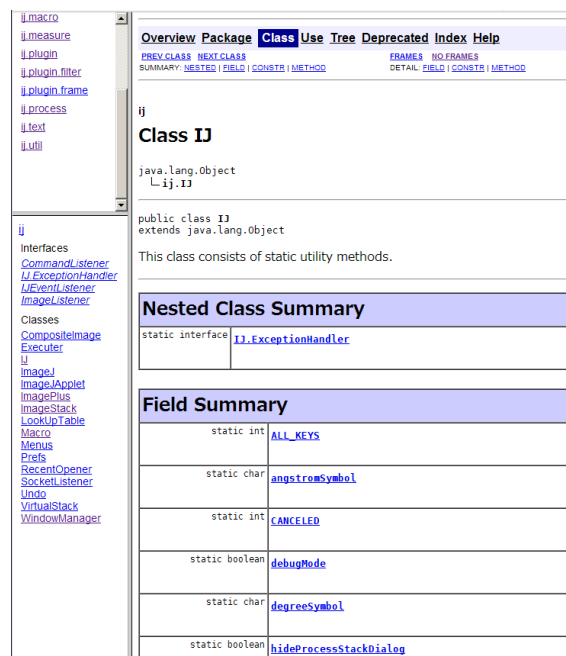 ij.macro
ij.measure
ij.plugin
ij.plugin.filter
ij.plugin.frame
ij.process
ij.text
ij.util
ij
Interfaces
CommandListener
IJ.ExceptionHandler
IJEventListener
ImageListener
Classes
CompositeImage
Executer
IJ
ImageJ
ImageJApplet
ImagePlus
ImageStack
LookUpTable
Macro
Menus
Prefs
RecentOpener
SocketListener
Undo
VirtualStack
WindowManager
Overview Package Class Use Tree Deprecated Index Help
PREV CLASS NEXT CLASS FRAMES NO FRAMES
SUMMARY: NESTED | FIELD | CONSTR | METHOD DETAIL: FIELD | CONSTR | METHOD
ij
Class IJ
java.lang.Object
ij.IJ
public class IJ
extends java.lang.Object
This class consists of static utility methods.
Nested Class Summary
static interface IJ.ExceptionHandler
Field Summary
static int ALL_KEYS
static char angstromSymbol
static int CANCELED
static boolean debugMode
static char degreeSymbol
static boolean hideProcessStackDialog